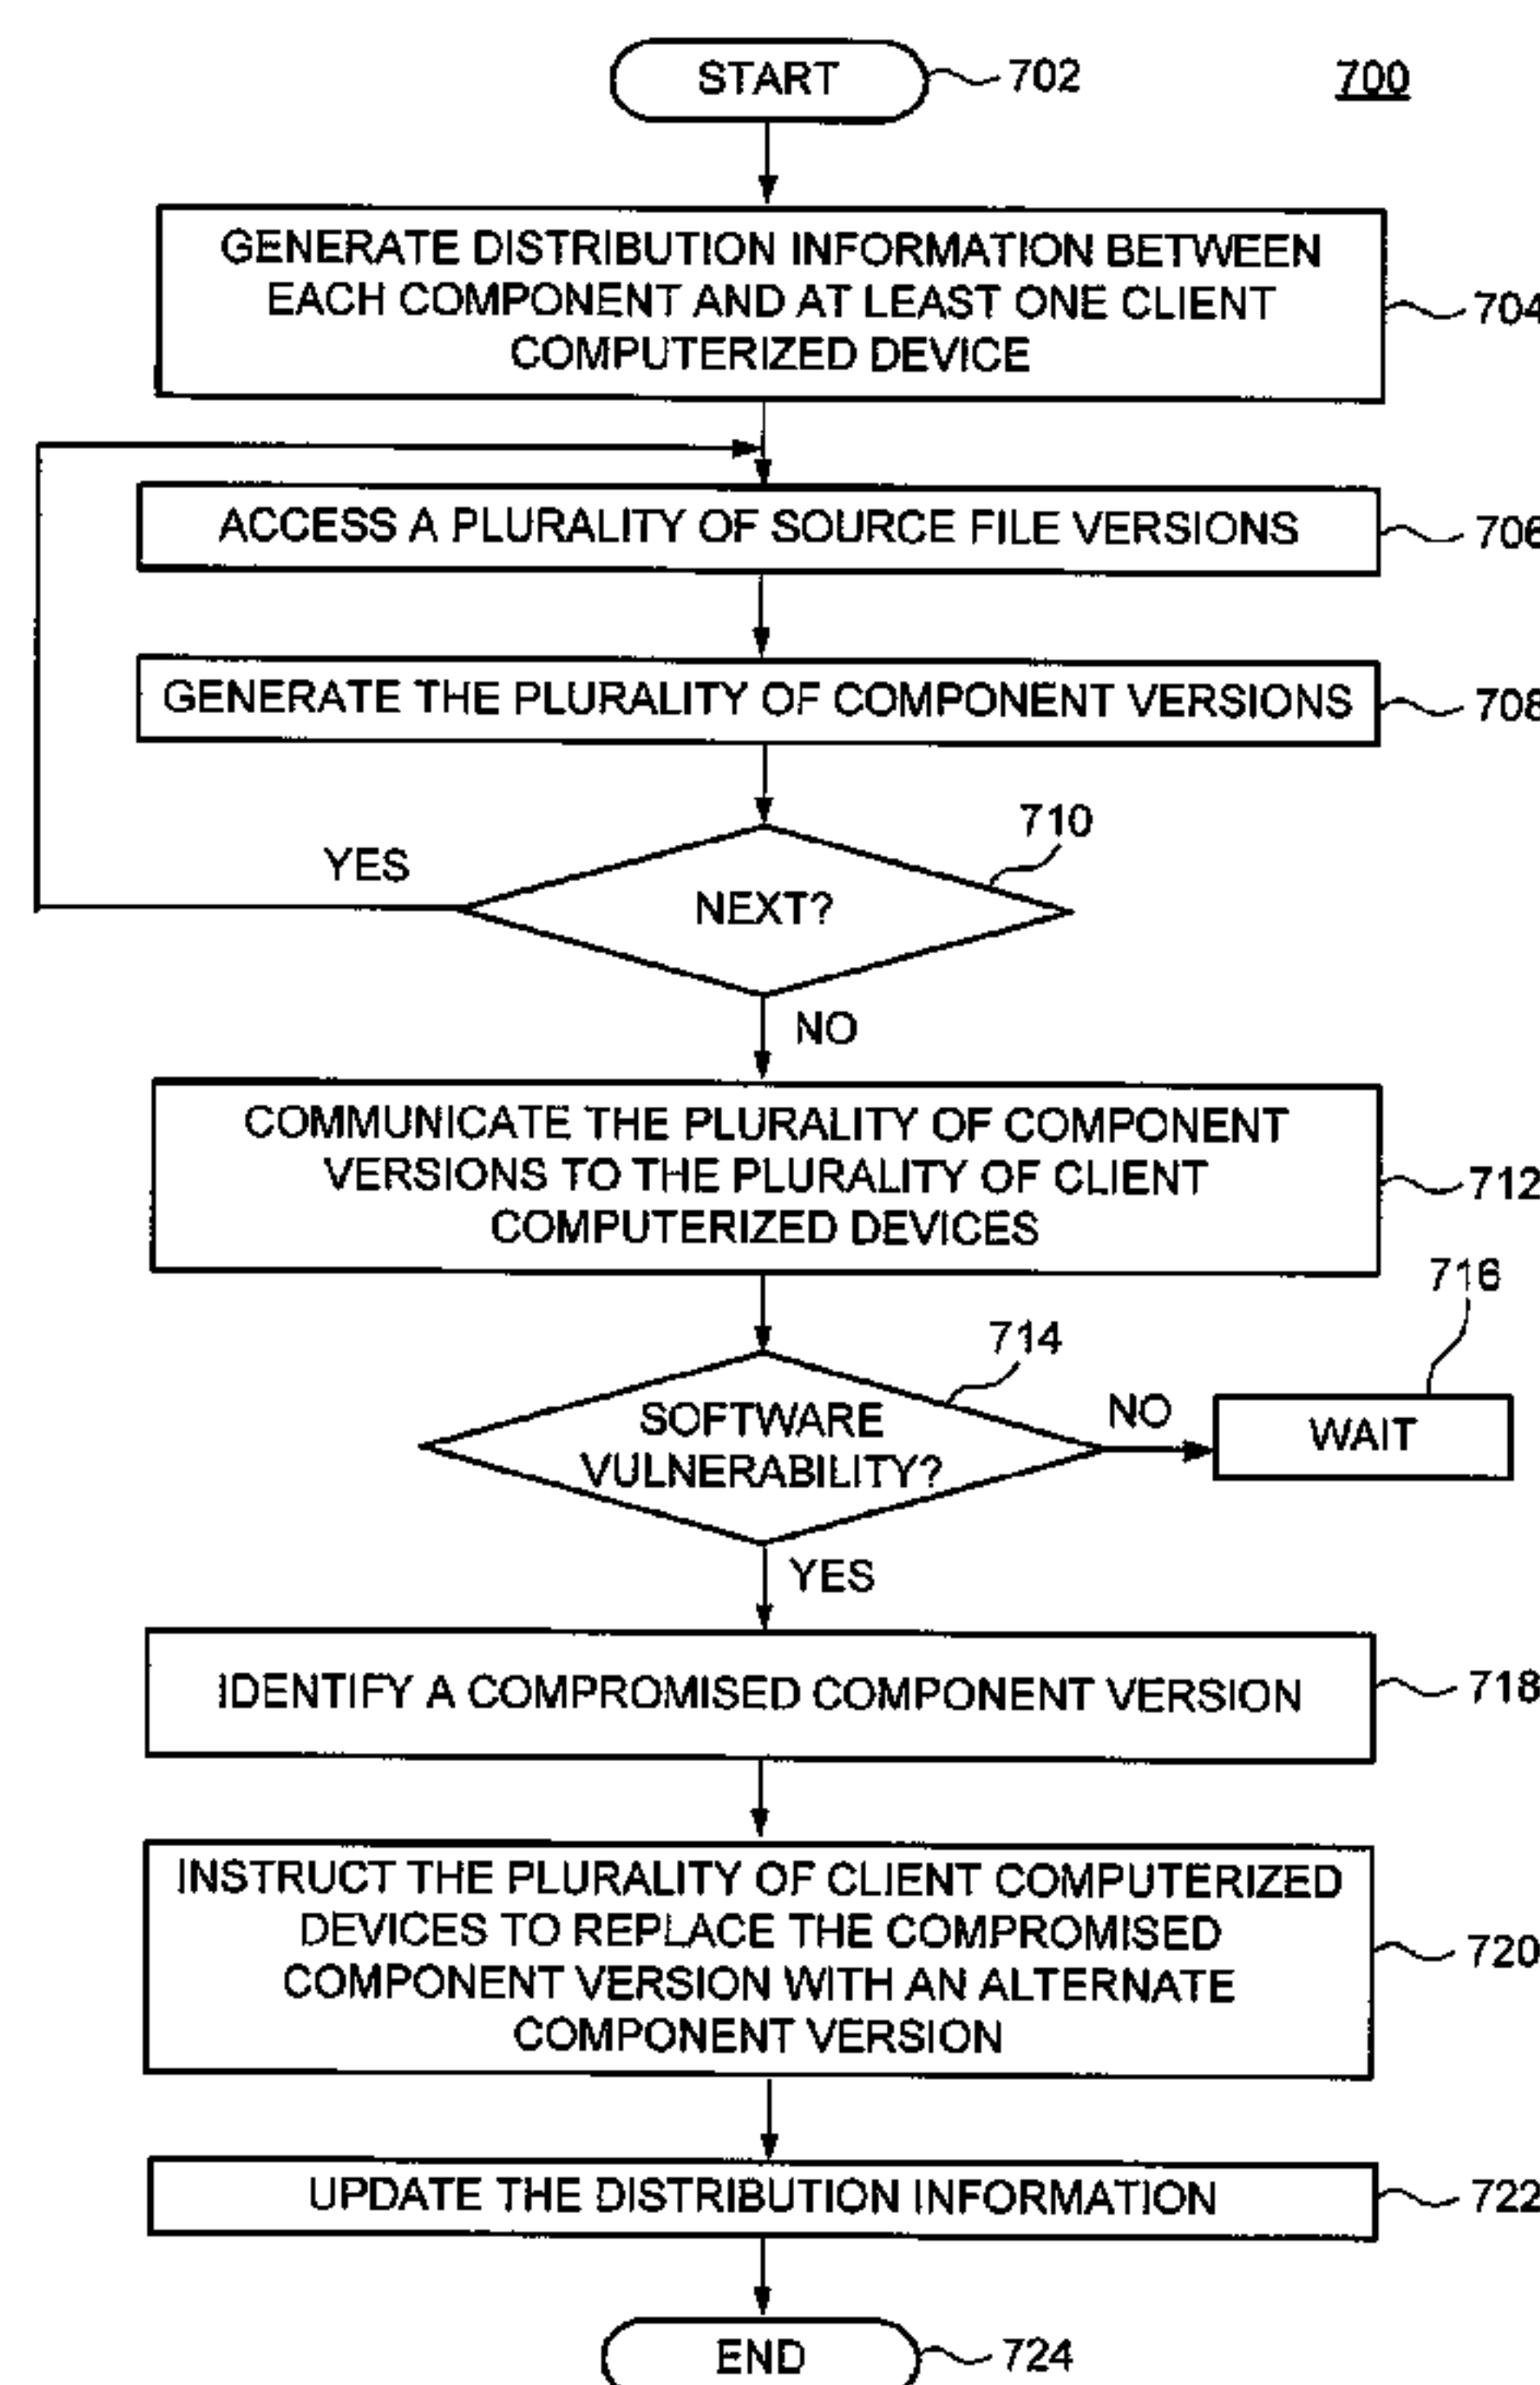 START
702
700
GENERATE DISTRIBUTION INFORMATION BETWEEN
EACH COMPONENT AND AT LEAST ONE CLIENT
COMPUTERIZED DEVICE
704
ACCESS A PLURALITY OF SOURCE FILE VERSIONS
706
GENERATE THE PLURALITY OF COMPONENT VERSIONS
708
710
YES
NEXT?
NO
COMMUNICATE THE PLURALITY OF COMPONENT
VERSIONS TO THE PLURALITY OF CLIENT
COMPUTERIZED DEVICES
712
716
714
SOFTWARE
VULNERABILITY?
NO
WAIT
YES
IDENTIFY A COMPROMISED COMPONENT VERSION
718
INSTRUCT THE PLURALITY OF CLIENT COMPUTERIZED
DEVICES TO REPLACE THE COMPROMISED
COMPONENT VERSION WITH AN ALTERNATE
COMPONENT VERSION
720
UPDATE THE DISTRIBUTION INFORMATION
722
END
724